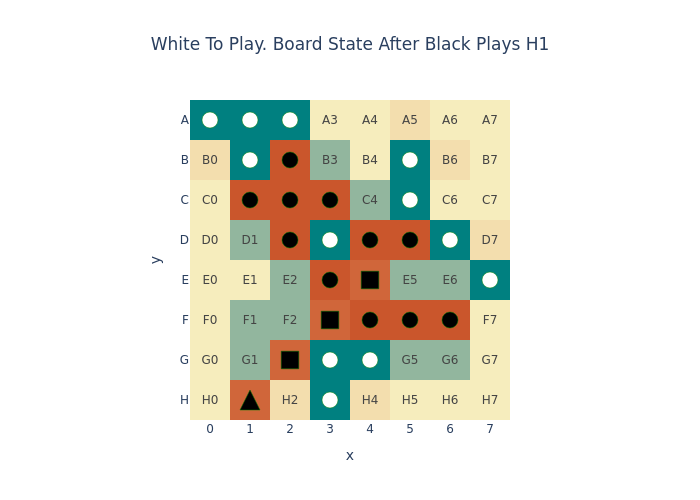 White To Play. Board State After Black Plays H1
A A3 A4 A5 A6 A7
B B0 B3 B4 B6 B7
C C0 C4 C6 C7
D D0 D1 D7
E E0 E1 E2 E5 E6
F F0 F1 F2 F7
G G0 G1 G5 G6 G7
H H0 H2 H4 H5 H6 H7
0 1 2 3 4 5 6 7
x
y